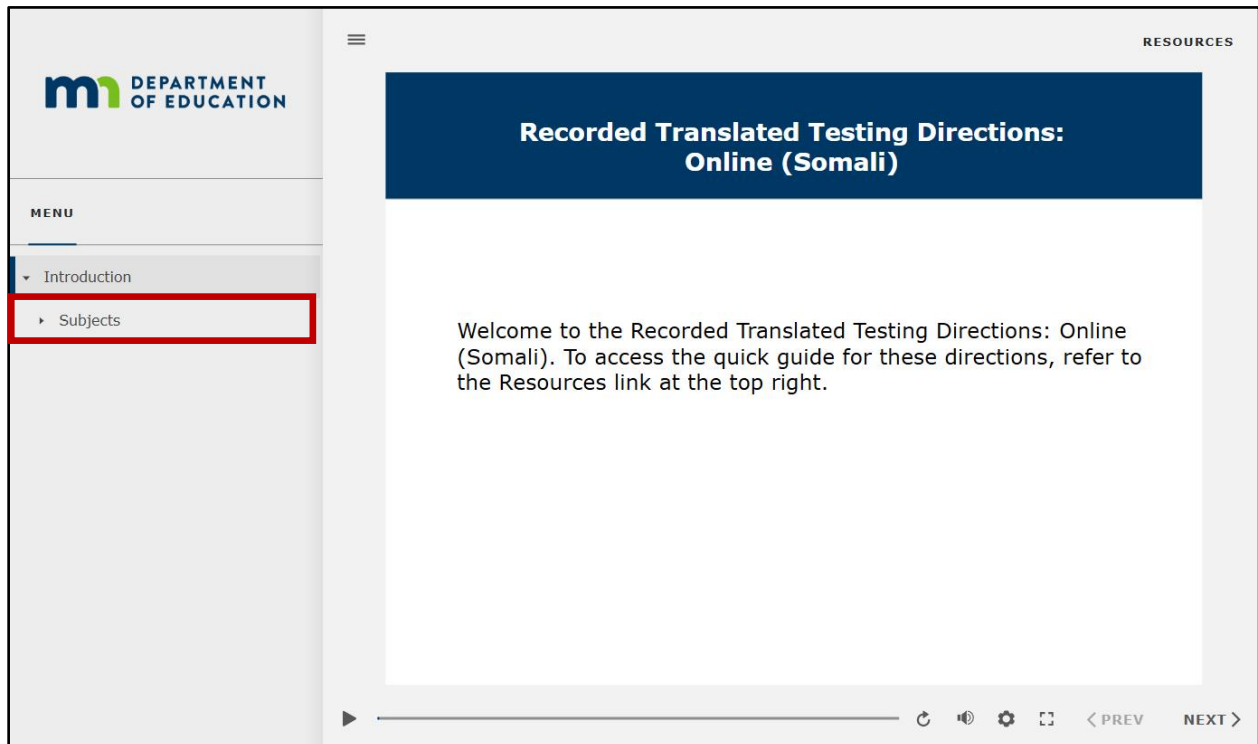 DEPARTMENT
OF EDUCATION
MENU
Introduction
Subjects
RESOURCES
Recorded Translated Testing Directions:
Online (Somali)
Welcome to the Recorded Translated Testing Directions: Online
(Somali). To access the quick guide for these directions, refer to
the Resources link at the top right.
PREV
NEXT